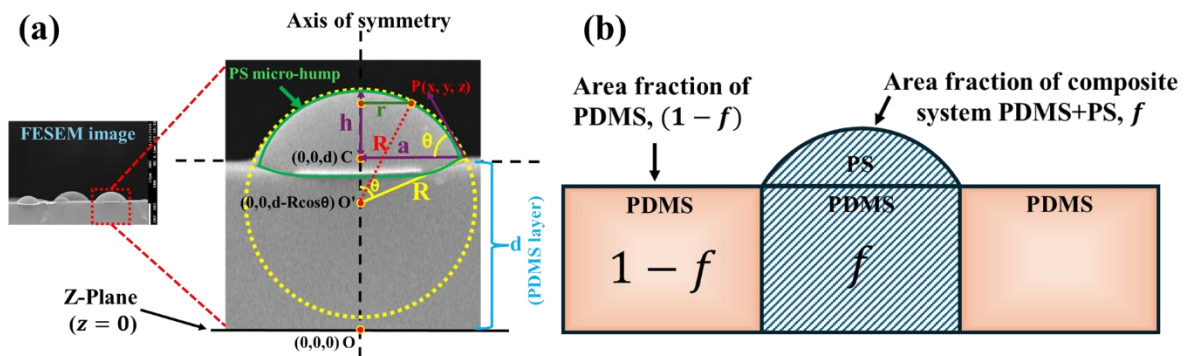 (a)
Axis of symmetry
PS micro-hump
P(x, y, z)
FESEM image
r
h
R
θ
(0,0,d) C
a
θ
R
(0,0,d-Rcosθ) O'
d
(PDMS layer)
Z-Plane
(z = 0)
(0,0,0) O
(b)
Area fraction of
PDMS, (1 − f)
Area fraction of composite
system PDMS+PS, f
PS
PDMS
PDMS
PDMS
1 − f
f